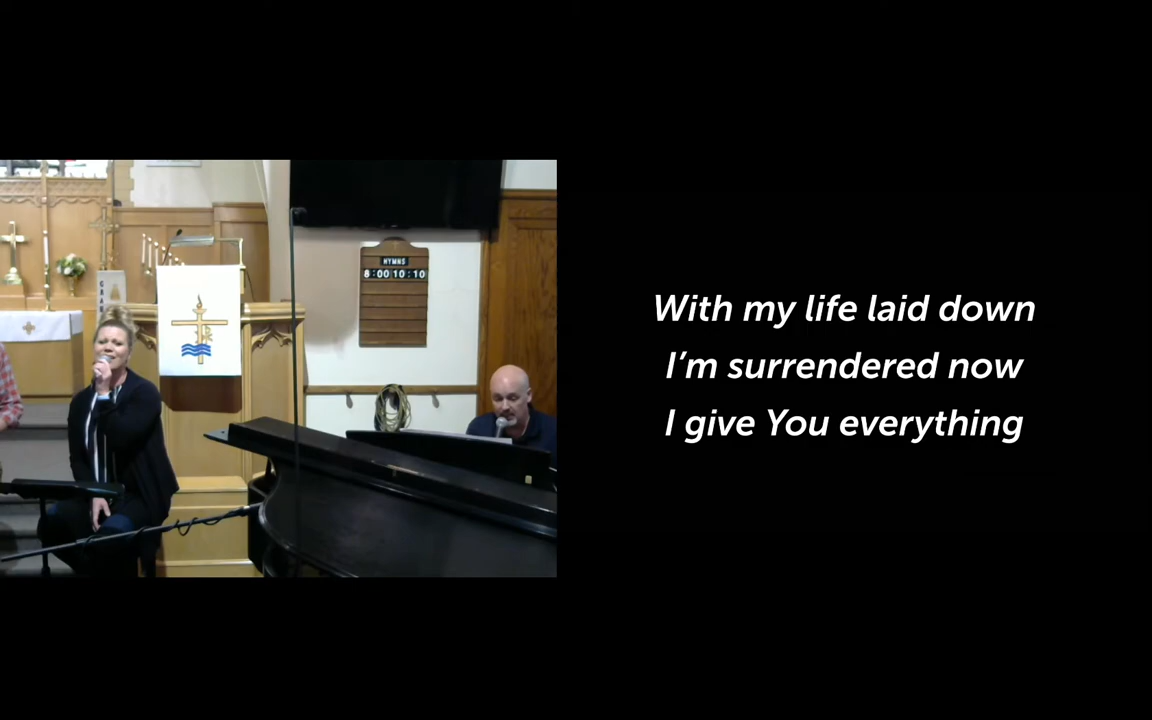 HYMNS
8:00 10:10
With my life laid down
I'm surrendered now
I give You everything